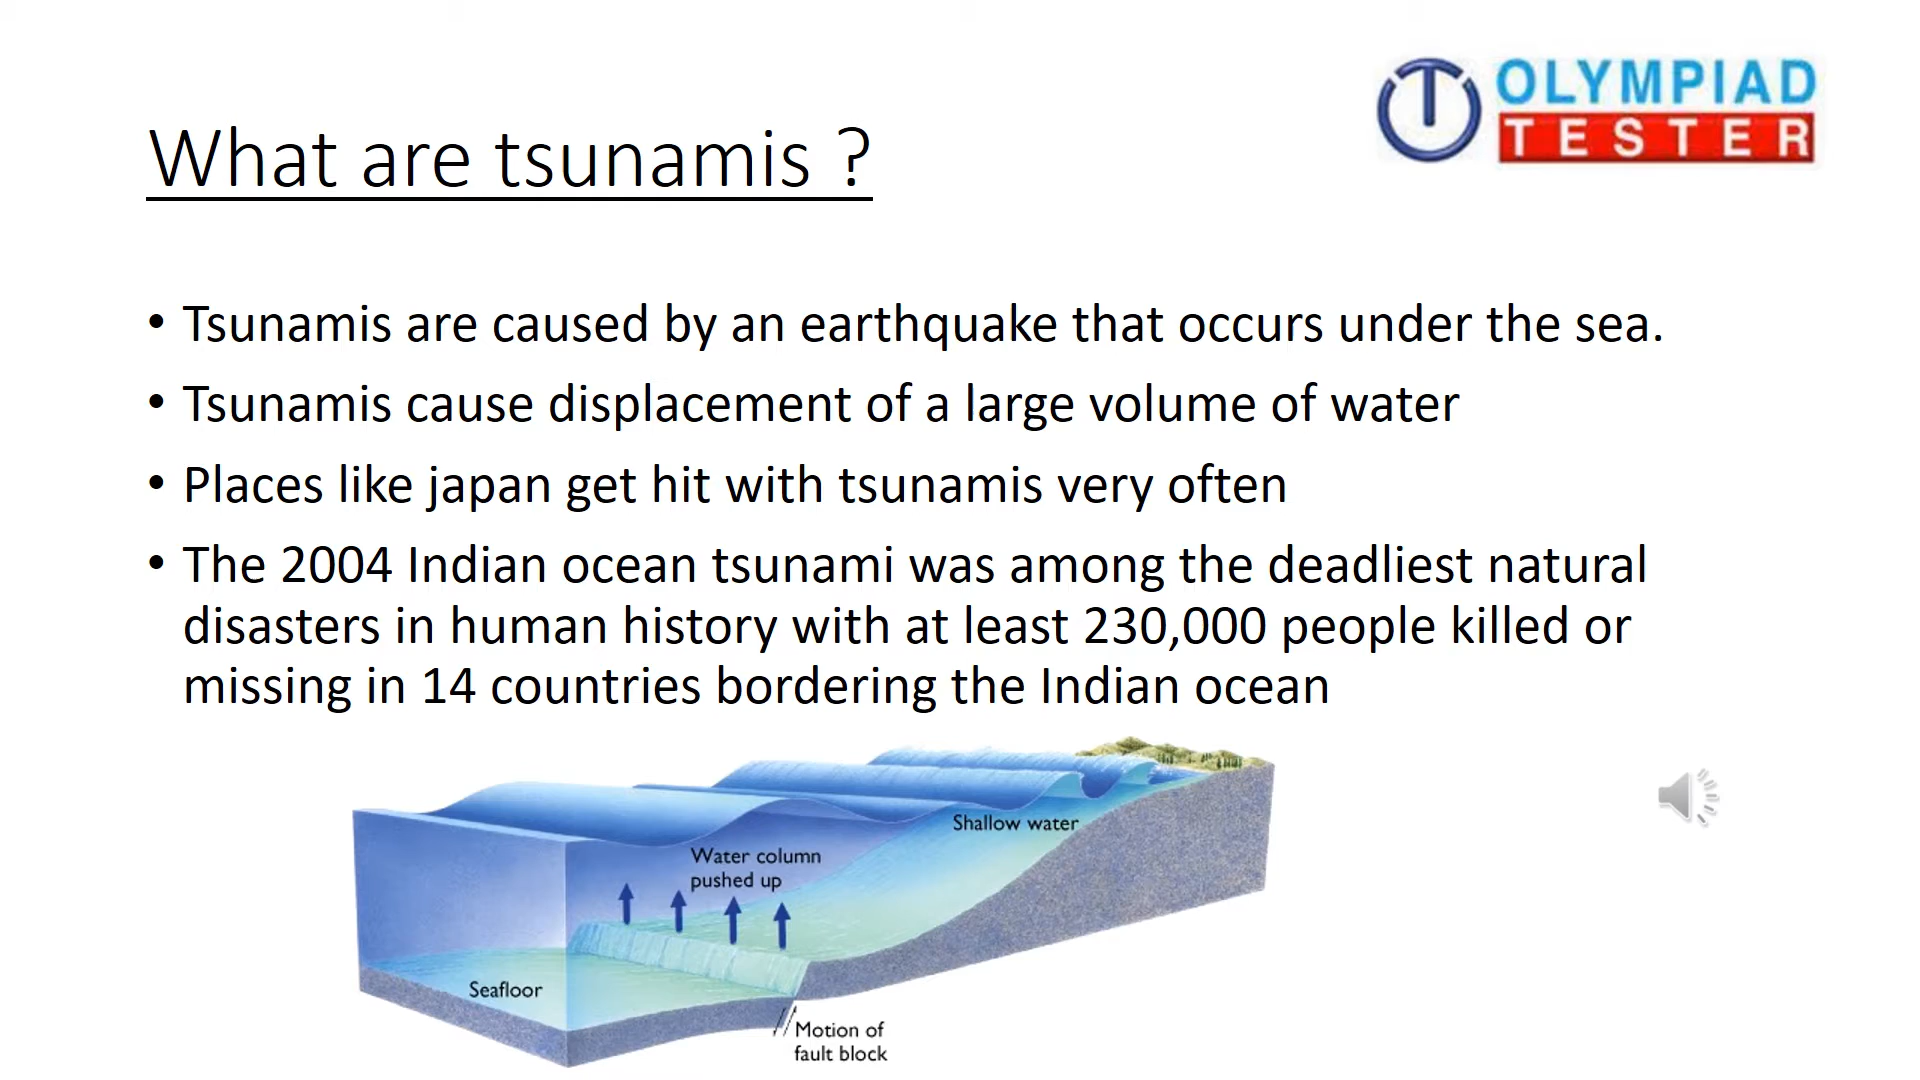 OLYMPIAD
TESTER
What are tsunamis ?
• Tsunamis are caused by an earthquake that occurs under the sea.
• Tsunamis cause displacement of a large volume of water
• Places like japan get hit with tsunamis very often
• The 2004 Indian ocean tsunami was among the deadliest natural
disasters in human history with at least 230,000 people killed or
missing in 14 countries bordering the Indian ocean
Shallow water
Water column
pushed up
Seafloor
Motion of
fault block